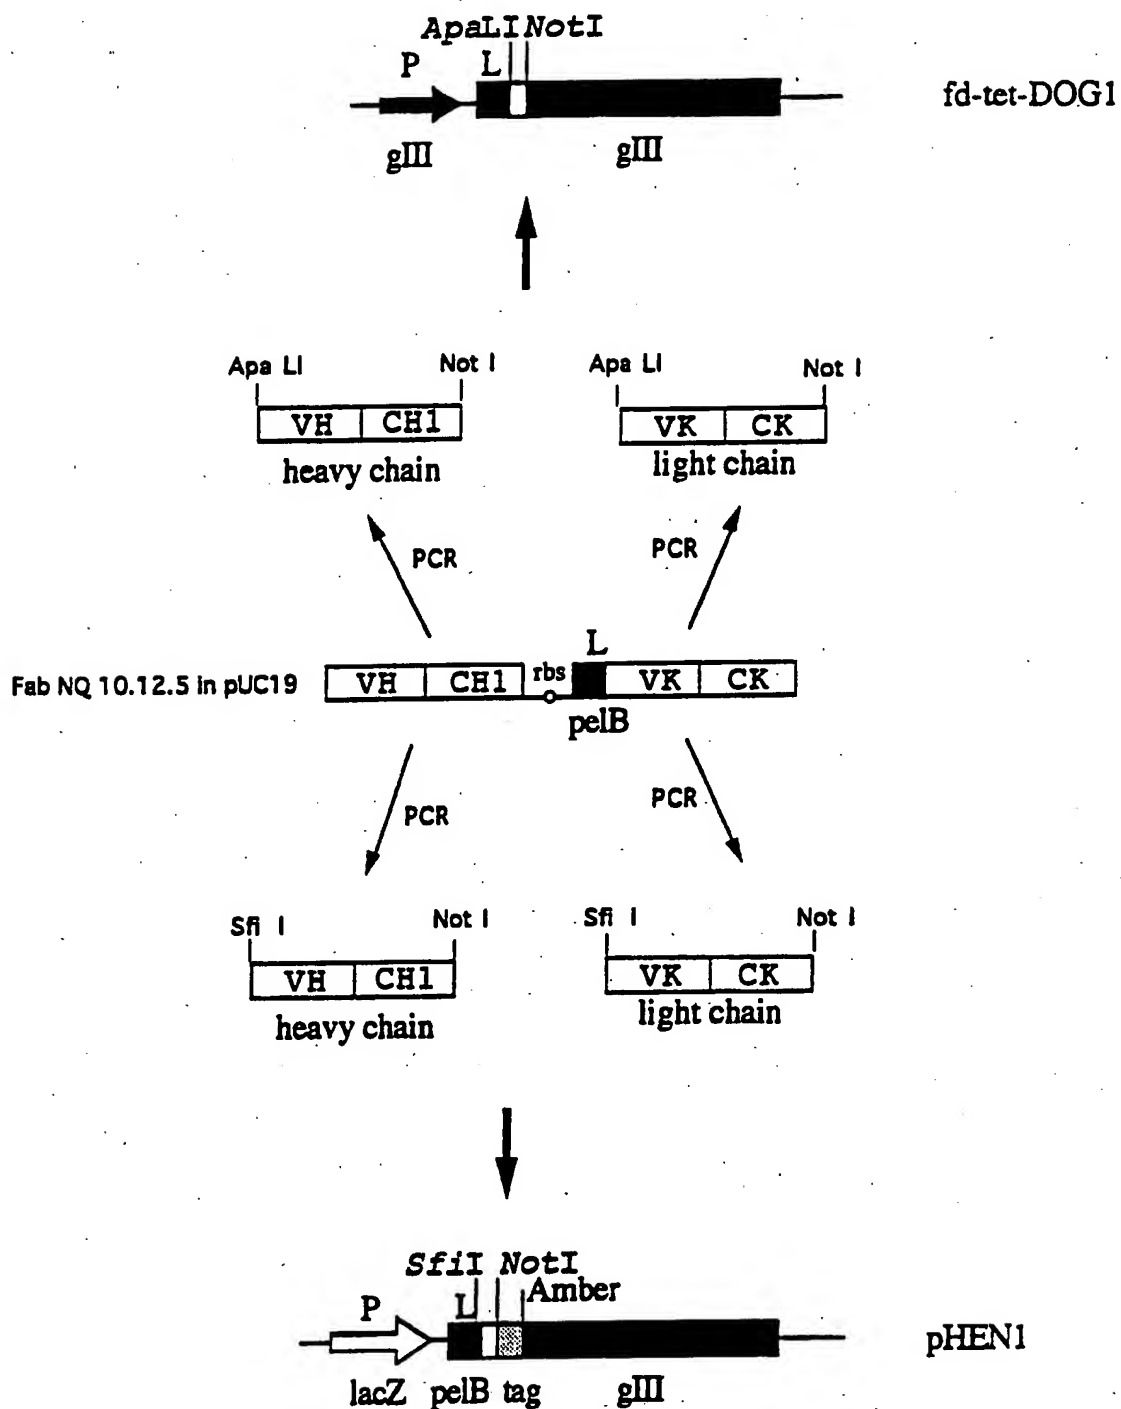 ApaLI NotI
P L
fd-tet-DOG1
gIII gIII
Apa LI Not I
VH CH1
heavy chain
Apa LI Not I
VK CK
light chain
PCR PCR
Fab NQ 10.12.5 in pUC19
VH CH1 rbs L VK CK
pelB
PCR PCR
Sfi I Not I
VH CH1
heavy chain
Sfi I Not I
VK CK
light chain
SfiI NotI
Amber
P L
pHEN1
lacZ pelB tag gIII